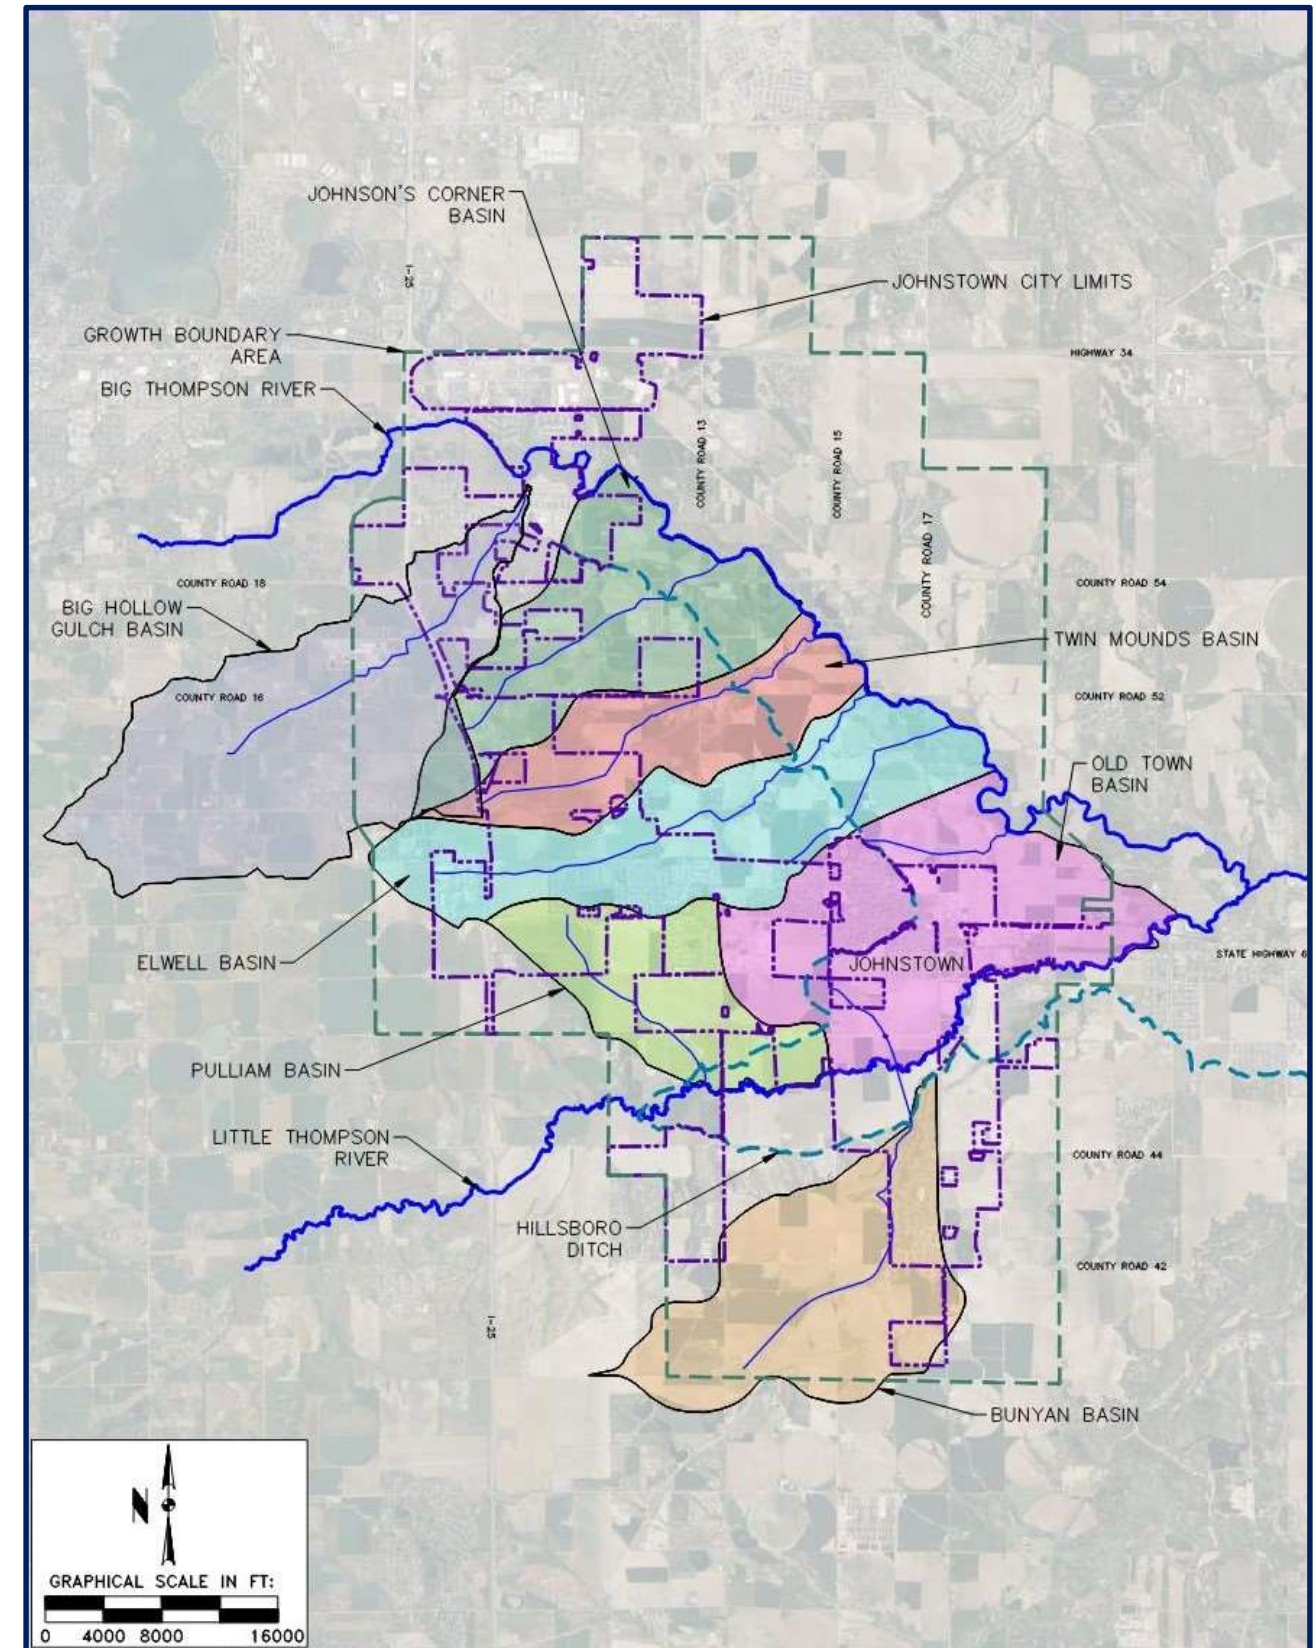 JOHNSON'S CORNER
BASIN
I-25
JOHNSTOWN CITY LIMITS
GROWTH BOUNDARY
AREA
HIGHWAY 34
BIG THOMPSON RIVER
COUNTY ROAD 13
COUNTY ROAD 15
COUNTY ROAD 17
COUNTY ROAD 18
COUNTY ROAD 54
BIG HOLLOW
GULCH BASIN
TWIN MOUNDS BASIN
COUNTY ROAD 16
COUNTY ROAD 52
OLD TOWN
BASIN
ELWELL BASIN
JOHNSTOWN
STATE HIGHWAY 6
PULLIAM BASIN
LITTLE THOMPSON
RIVER
COUNTY ROAD 44
HILLSBORO
DITCH
COUNTY ROAD 42
I-25
BUNYAN BASIN
N
GRAPHICAL SCALE IN FT:
0 4000 8000 16000